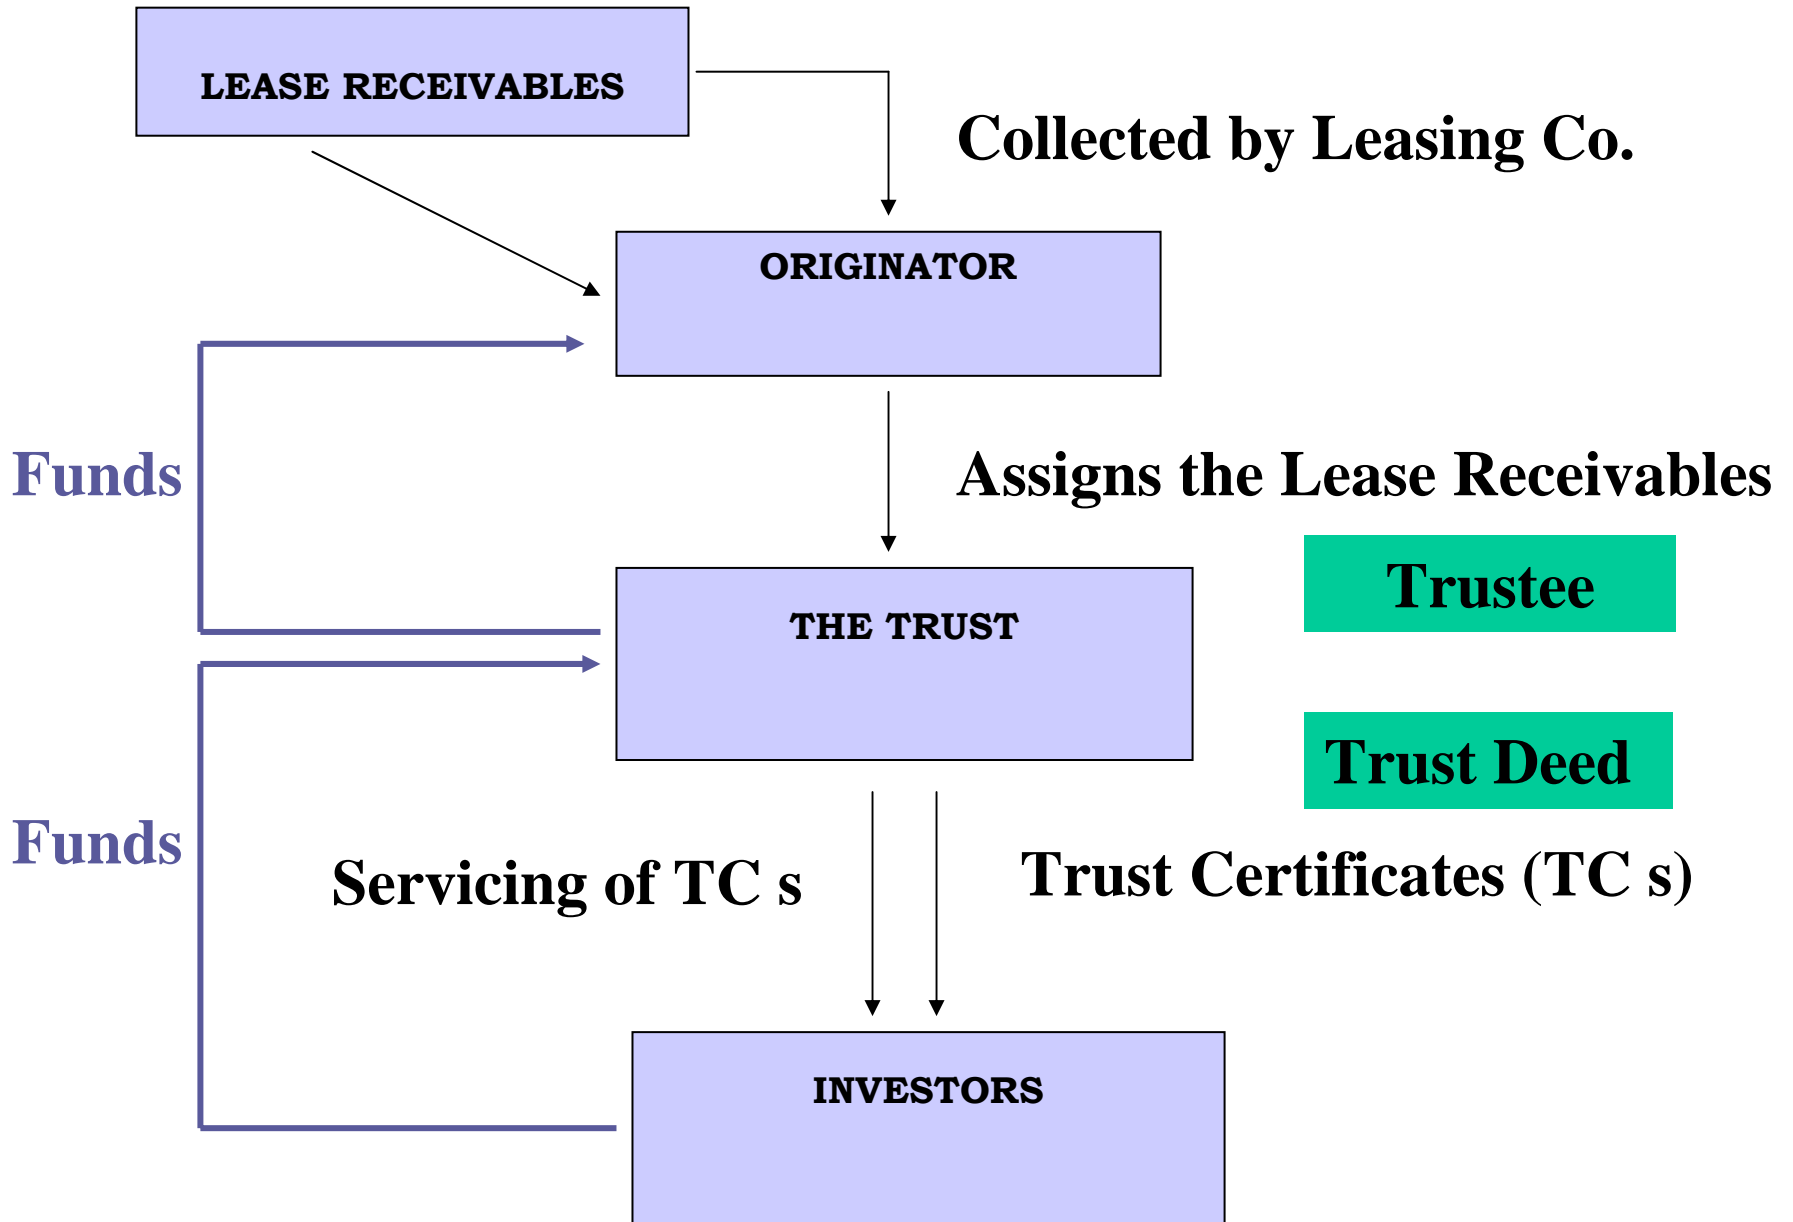 LEASE RECEIVABLES
Collected by Leasing Co.
ORIGINATOR
Funds
Assigns the Lease Receivables
Trustee
THE TRUST
Trust Deed
Funds
Servicing of TC s
Trust Certificates (TC s)
INVESTORS